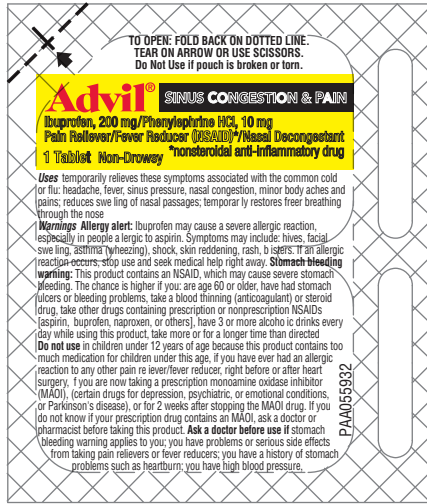 TO OPEN: FOLD BACK ON DOTTED LINE.
TEAR ON ARROW OR USE SCISSORS.
Do Not Use if pouch is broken or torn.
Advil® SINUS CONGESTION & PAIN
Ibuprofen, 200 mg/Phenylephrine HCl, 10 mg
Pain Reliever/Fever Reducer (NSAID)*/Nasal Decongestant
1 Tablet Non-Drowsy *nonsteroidal anti-inflammatory drug
Uses temporarily relieves these symptoms associated with the common cold
or flu: headache, fever, sinus pressure, nasal congestion, minor body aches and
pains; reduces swe ling of nasal passages; temporar ly restores freer breathing
through the nose
Warnings Allergy alert: Ibuprofen may cause a severe allergic reaction,
especially in people a lergic to aspirin. Symptoms may include: hives, facial
swe ling, asthma (wheezing), shock, skin reddening, rash, b isters. If an allergic
reaction occurs, stop use and seek medical help right away. Stomach bleeding
warning: This product contains an NSAID, which may cause severe stomach
bleeding. The chance is higher if you: are age 60 or older, have had stomach
ulcers or bleeding problems, take a blood thinning (anticoagulant) or steroid
drug, take other drugs containing prescription or nonprescription NSAIDs
[aspirin, buprofen, naproxen, or others], have 3 or more alcoho ic drinks every
day while using this product, take more or for a longer time than directed
Do not use in children under 12 years of age because this product contains too
much medication for children under this age, if you have ever had an allergic
reaction to any other pain re iever/fever reducer, right before or after heart
surgery, f you are now taking a prescription monoamine oxidase inhibitor
(MAOI), (certain drugs for depression, psychiatric, or emotional conditions,
or Parkinson's disease), or for 2 weeks after stopping the MAOI drug. If you
do not know if your prescription drug contains an MAOI, ask a doctor or
pharmacist before taking this product. Ask a doctor before use if stomach
bleeding warning applies to you; you have problems or serious side effects
from taking pain relievers or fever reducers; you have a history of stomach
problems such as heartburn; you have high blood pressure,
PAA055932